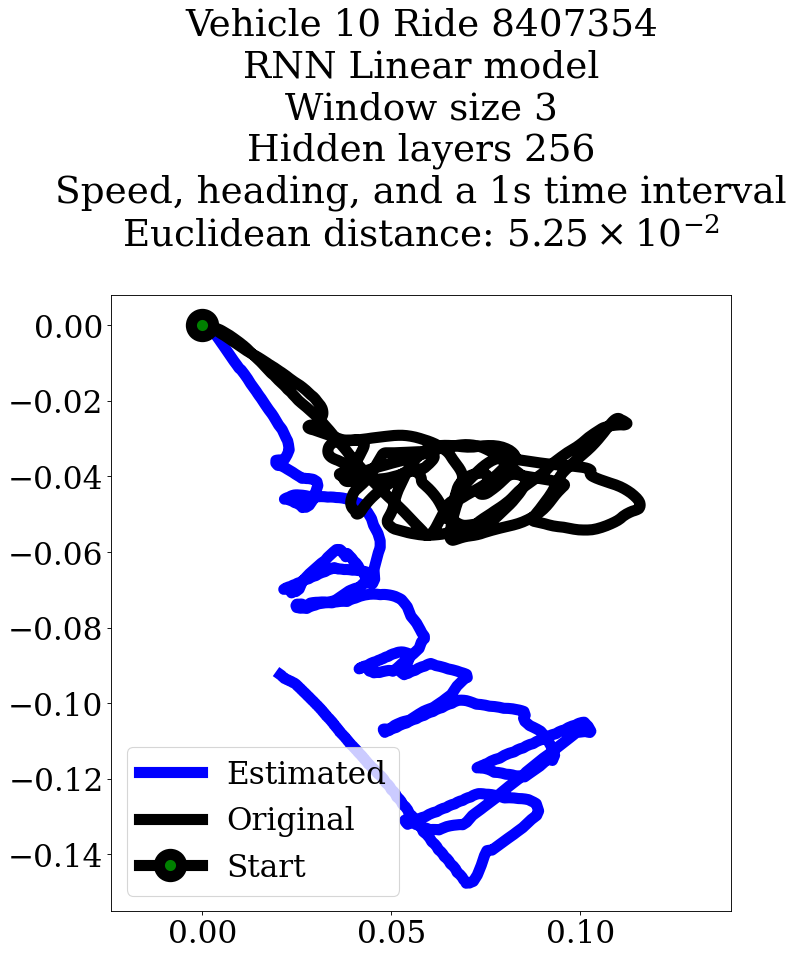 Vehicle 10 Ride 8407354
RNN Linear model
Window size 3
Hidden layers 256
Speed, heading, and a 1s time interval
Euclidean distance: 5.25 × 10⁻²
0.00
−0.02
−0.04
−0.06
−0.08
−0.10
−0.12
−0.14
Estimated
Original
Start
0.00 0.05 0.10